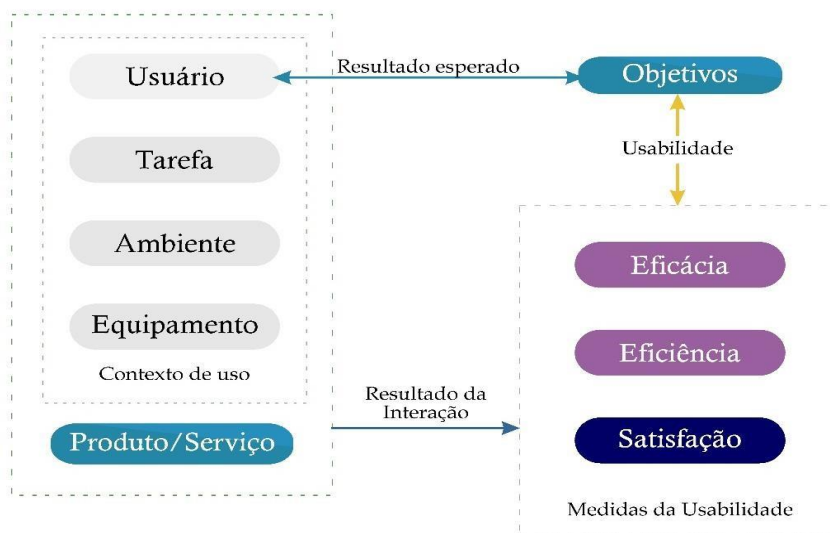 Usuário
Resultado esperado
Objetivos
Usabilidade
Tarefa
Ambiente
Equipamento
Contexto de uso
Produto/Serviço
Resultado da
Interação
Eficácia
Eficiência
Satisfação
Medidas da Usabilidade